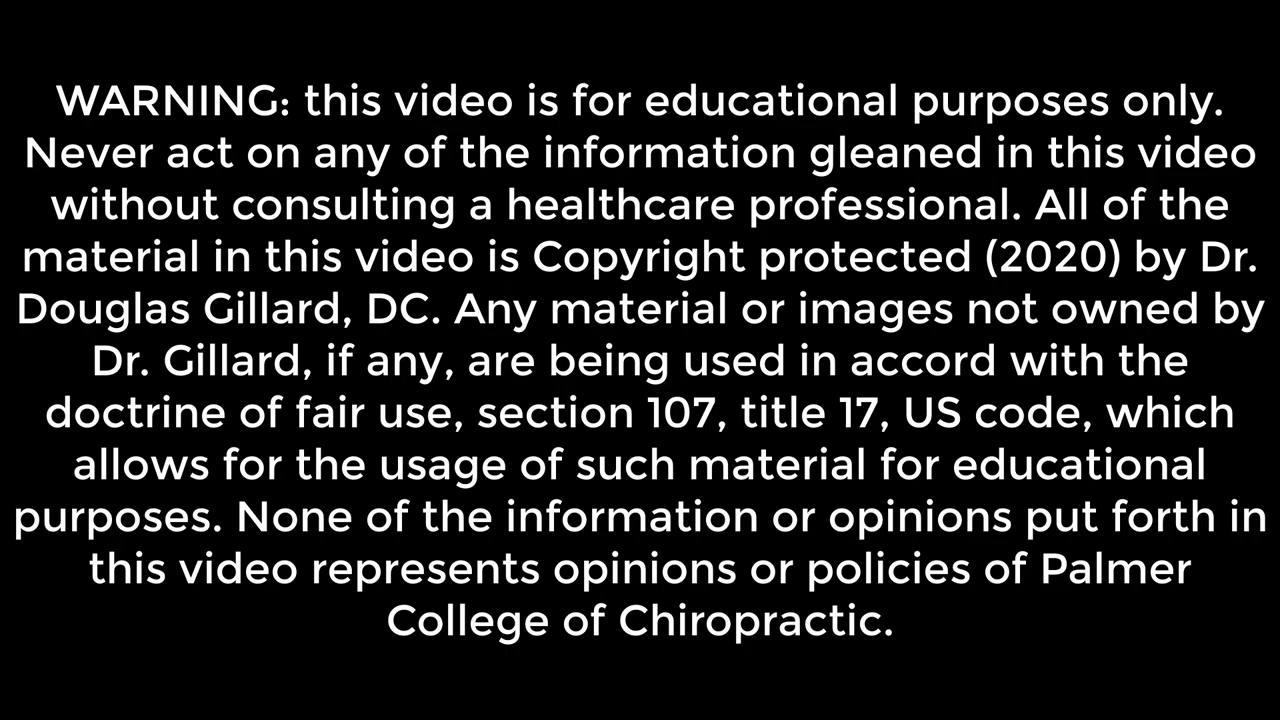 WARNING: this video is for educational purposes only.
Never act on any of the information gleaned in this video
without consulting a healthcare professional. All of the
material in this video is Copyright protected (2020) by Dr.
Douglas Gillard, DC. Any material or images not owned by
Dr. Gillard, if any, are being used in accord with the
doctrine of fair use, section 107, title 17, US code, which
allows for the usage of such material for educational
purposes. None of the information or opinions put forth in
this video represents opinions or policies of Palmer
College of Chiropractic.